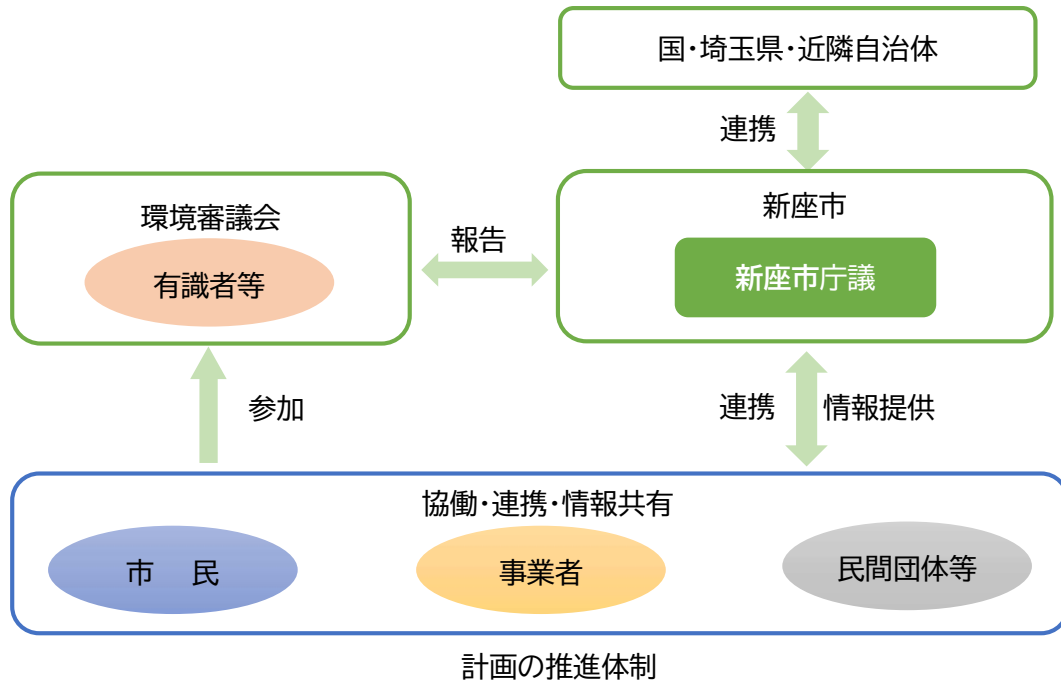 国・埼玉県・近隣自治体
連携
環境審議会
有識者等
報告
新座市
新座市庁議
参加
連携
情報提供
協働・連携・情報共有
市　民
事業者
民間団体等
計画の推進体制